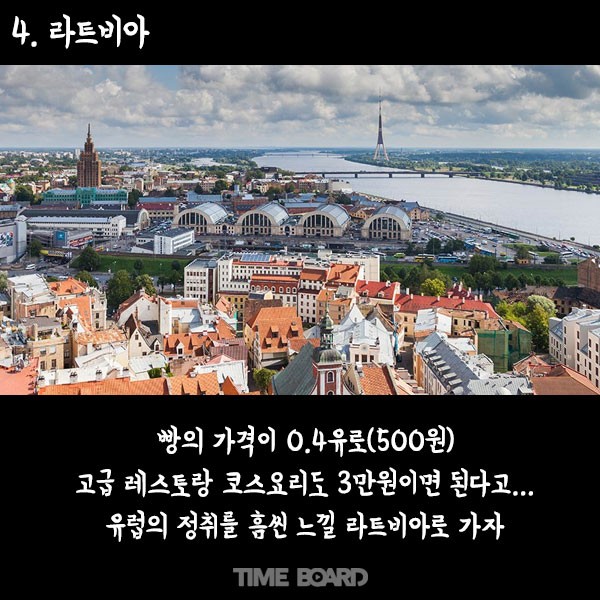 4. 라트비아
빵의 가격이 0.4유로(500원)
고급 레스토랑 코스요리도 3만원이면 된다고...
유럽의 정취를 흠씬 느낄 라트비아로 가자
TIME BOARD